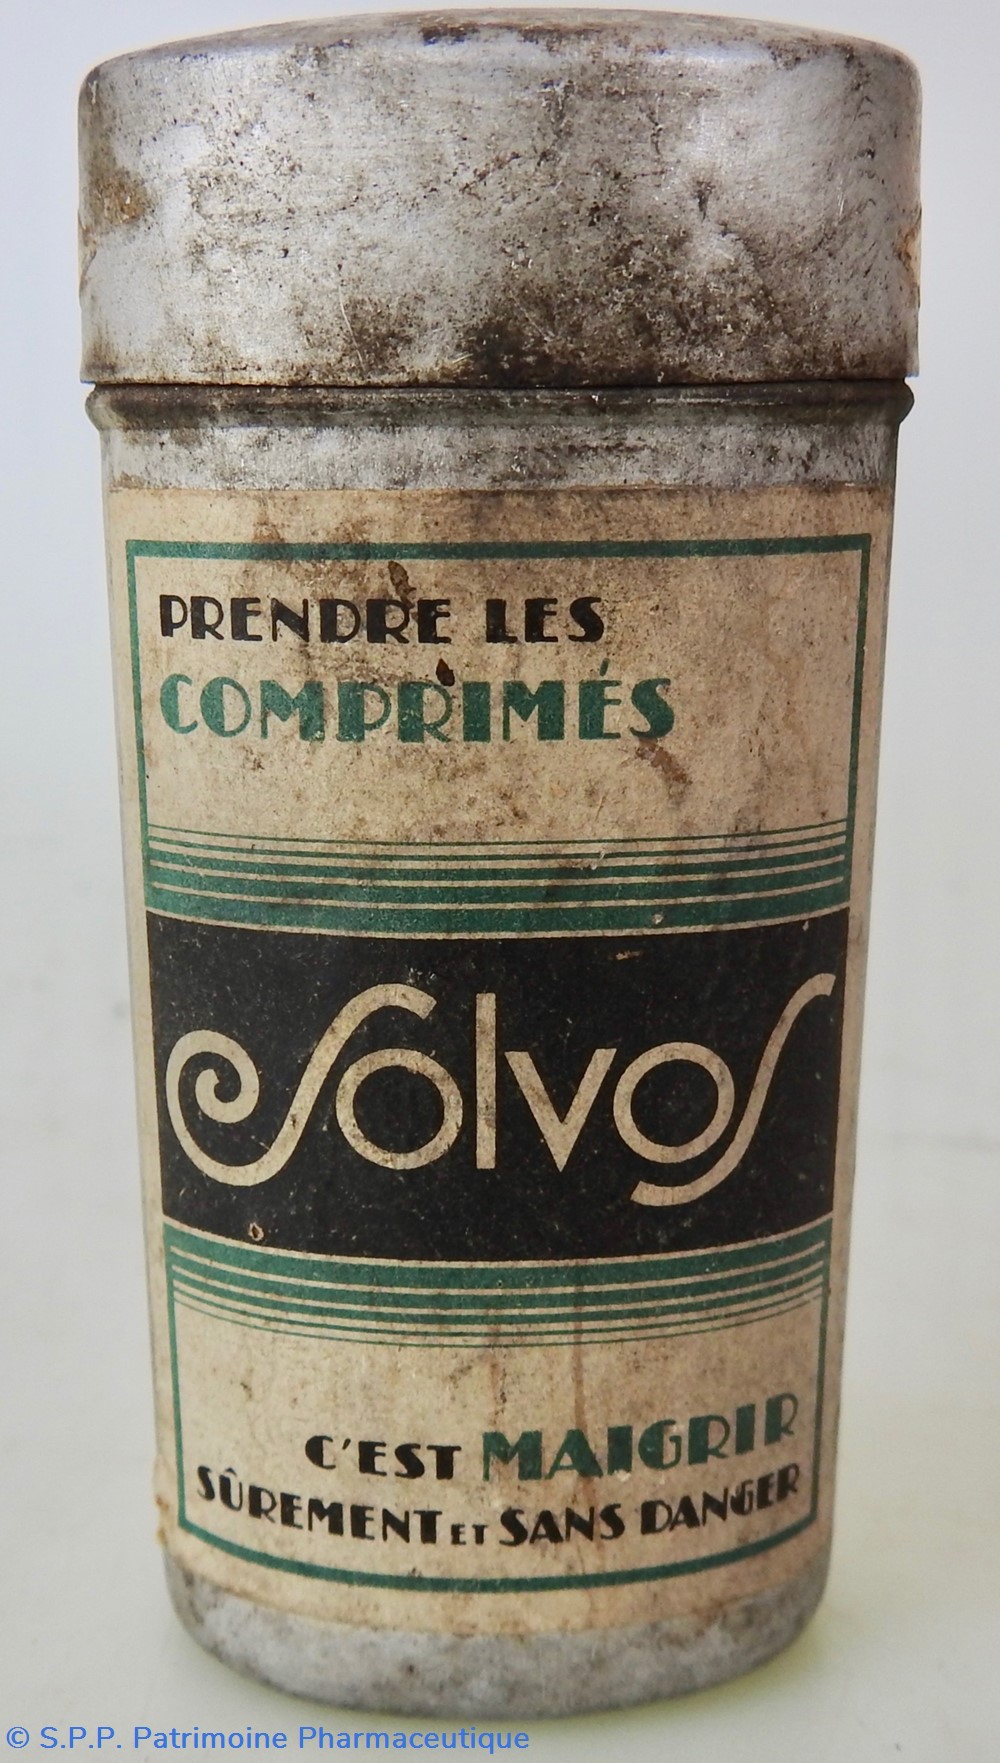 PRENDRE LES
COMPRIMÉS
Solvos
C'EST MAIGRIR
SÛREMENT ET SANS DANGER
© S.P.P. Patrimoine Pharmaceutique